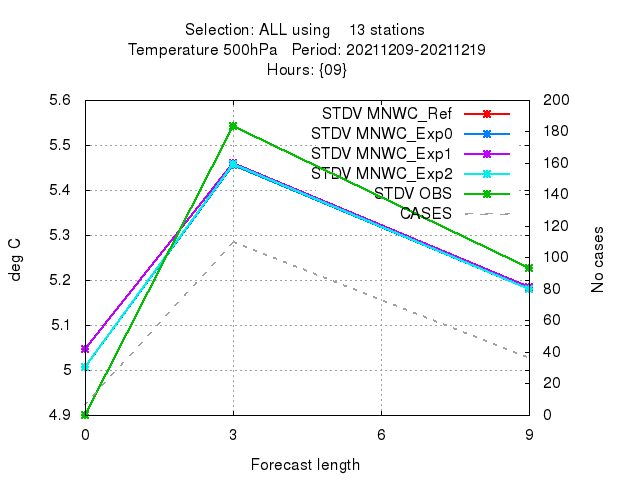 Selection: ALL using 13 stations
Temperature 500hPa Period: 20211209-20211219
Hours: {09}
5.6
5.5
5.4
5.3
5.2
5.1
5
4.9
200
180
160
140
120
100
80
60
40
20
0
STDV MNWC_Ref
STDV MNWC_Exp0
STDV MNWC_Exp1
STDV MNWC_Exp2
STDV OBS
CASES
deg C
No cases
0
3
6
9
Forecast length